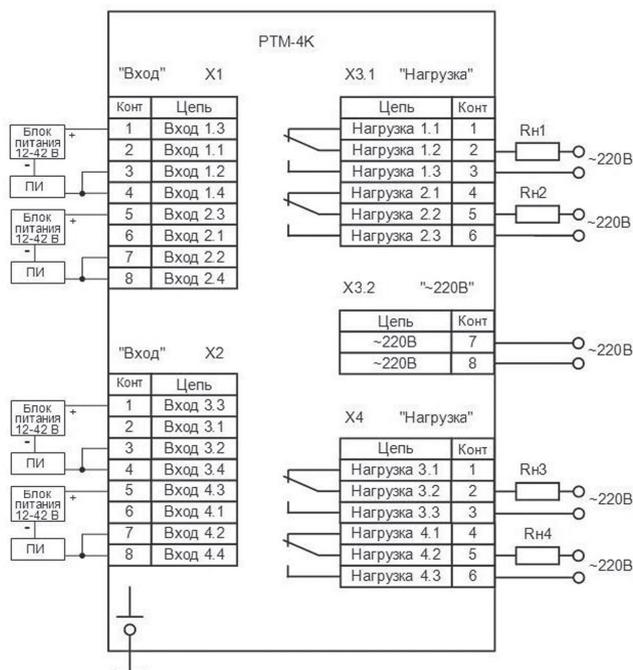 РТМ-4К
"Вход" X1
Конт Цепь
1 Вход 1.3
2 Вход 1.1
3 Вход 1.2
4 Вход 1.4
5 Вход 2.3
6 Вход 2.1
7 Вход 2.2
8 Вход 2.4
Блок
питания
12-42 В
+
-
ПИ
Блок
питания
12-42 В
+
-
ПИ
X3.1 "Нагрузка"
Цепь Конт
Нагрузка 1.1 1
Нагрузка 1.2 2
Нагрузка 1.3 3
Нагрузка 2.1 4
Нагрузка 2.2 5
Нагрузка 2.3 6
Rн1
~220В
Rн2
~220В
X3.2 "~220В"
Цепь Конт
~220В 7
~220В 8
~220В
"Вход" X2
Конт Цепь
1 Вход 3.3
2 Вход 3.1
3 Вход 3.2
4 Вход 3.4
5 Вход 4.3
6 Вход 4.1
7 Вход 4.2
8 Вход 4.4
Блок
питания
12-42 В
+
-
ПИ
Блок
питания
12-42 В
+
-
ПИ
X4 "Нагрузка"
Цепь Конт
Нагрузка 3.1 1
Нагрузка 3.2 2
Нагрузка 3.3 3
Нагрузка 4.1 4
Нагрузка 4.2 5
Нагрузка 4.3 6
Rн3
~220В
Rн4
~220В